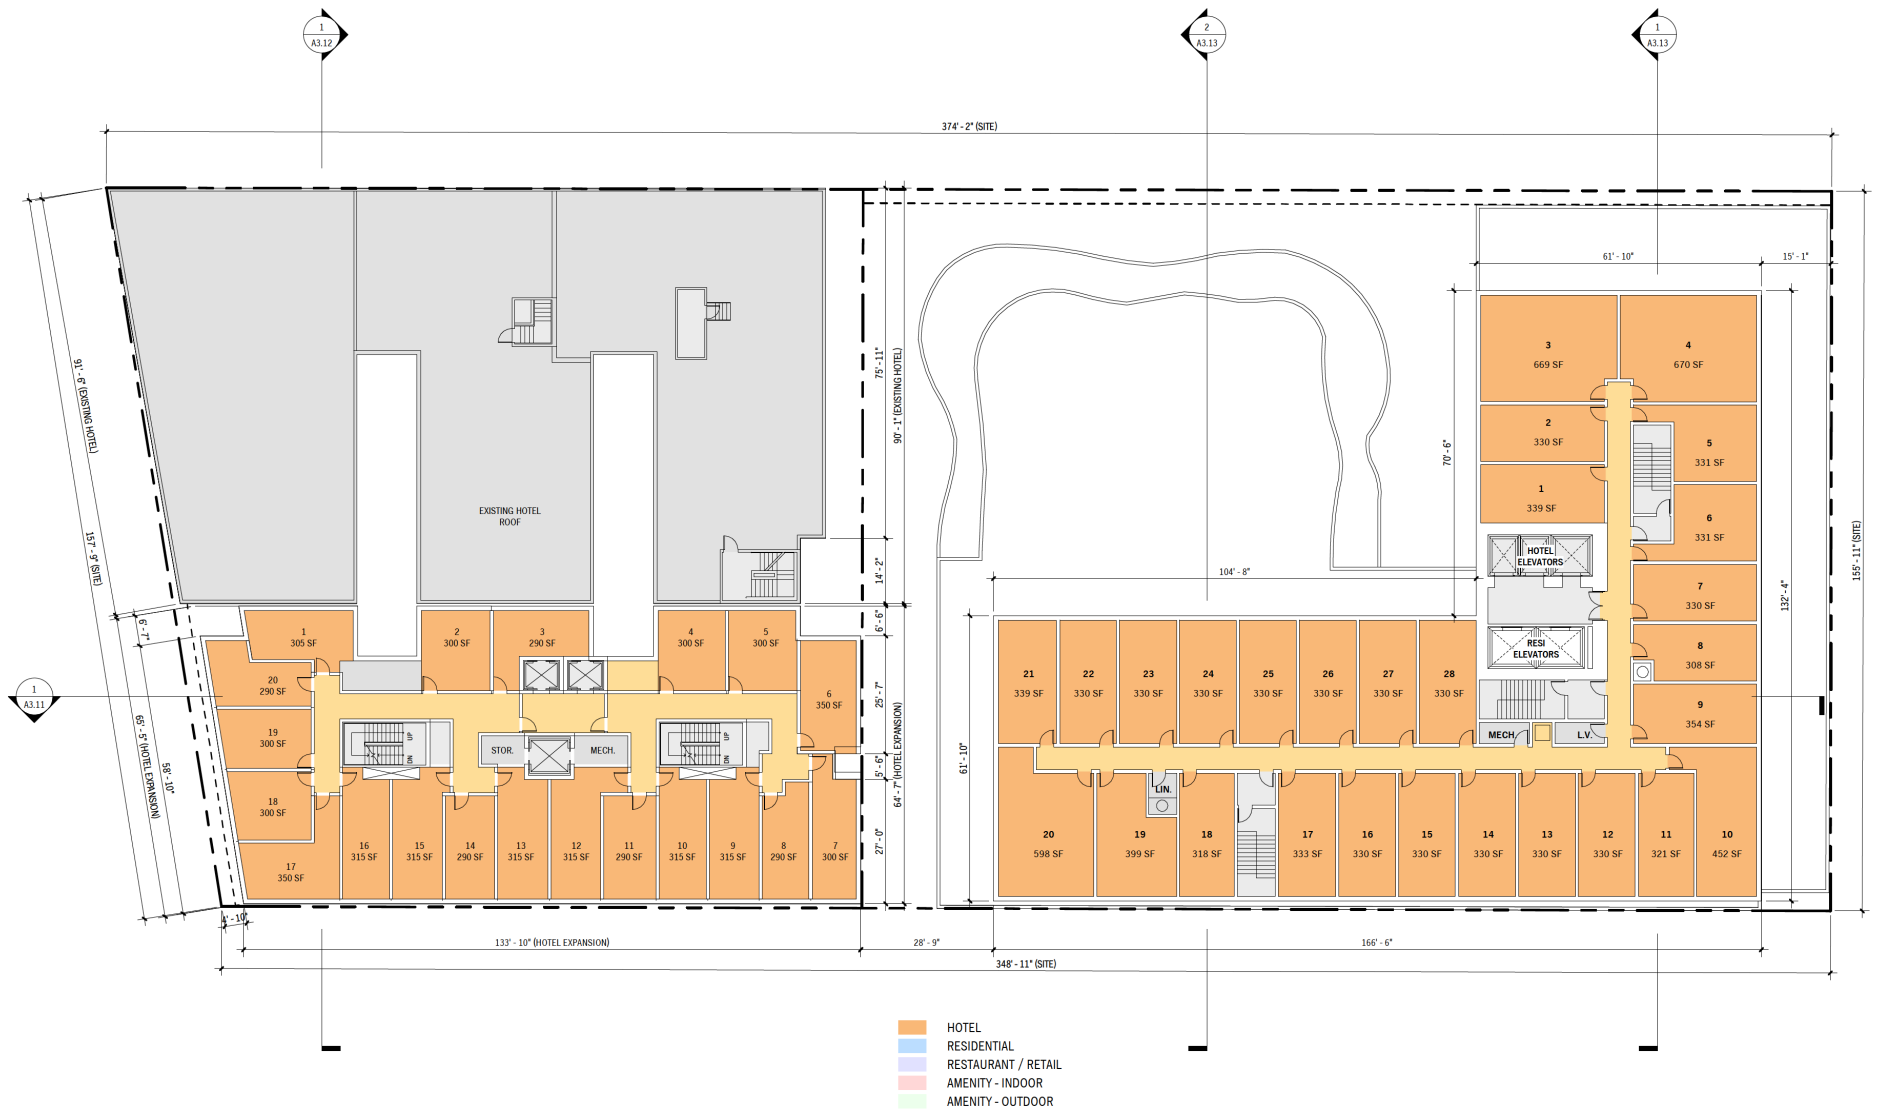 1
A3.12
2
A3.13
1
A3.13
374' - 2" (SITE)
61' - 10"
15' - 1"
91' - 6" (EXISTING HOTEL)
157' - 9" (SITE)
75' - 11"
90' - 1" (EXISTING HOTEL)
70' - 6"
155' - 11" (SITE)
132' - 4"
EXISTING HOTEL
ROOF
14' - 2"
6' - 6"
6' - 7"
104' - 8"
3
669 SF
4
670 SF
2
330 SF
5
331 SF
1
339 SF
6
331 SF
HOTEL
ELEVATORS
7
330 SF
RESI
ELEVATORS
8
308 SF
9
354 SF
1
305 SF
2
300 SF
3
290 SF
4
300 SF
5
300 SF
20
290 SF
6
350 SF
25' - 7"
1
A3.11
19
300 SF
UP
DN
STOR.
MECH.
UP
DN
5' - 6"
64' - 7" (HOTEL EXPANSION)
65' - 5" (HOTEL EXPANSION)
58' - 10"
61' - 10"
21
339 SF
22
330 SF
23
330 SF
24
330 SF
25
330 SF
26
330 SF
27
330 SF
28
330 SF
MECH.
L.V.
18
300 SF
17
350 SF
16
315 SF
15
315 SF
14
290 SF
13
315 SF
12
315 SF
11
290 SF
10
315 SF
9
315 SF
8
290 SF
7
300 SF
27' - 0"
LIN.
20
598 SF
19
399 SF
18
318 SF
17
333 SF
16
330 SF
15
330 SF
14
330 SF
13
330 SF
12
330 SF
11
321 SF
10
452 SF
4' - 10"
133' - 10" (HOTEL EXPANSION)
28' - 9"
166' - 6"
348' - 11" (SITE)
HOTEL
RESIDENTIAL
RESTAURANT / RETAIL
AMENITY - INDOOR
AMENITY - OUTDOOR